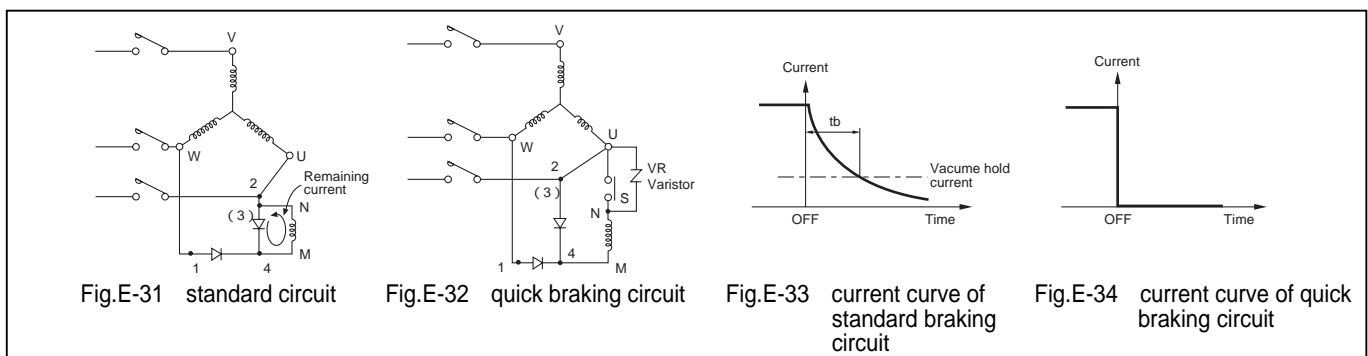 V
W
U
2
Remaining
current
( 3 )
N
M
1
4
Fig.E-31 standard circuit
V
W
U
2
VR
Varistor
( 3 )
S
N
4
1
M
Fig.E-32 quick braking circuit
Current
tb
Vacume hold
current
OFF
Time
Fig.E-33 current curve of
standard braking
circuit
Current
OFF
Time
Fig.E-34 current curve of quick
braking circuit